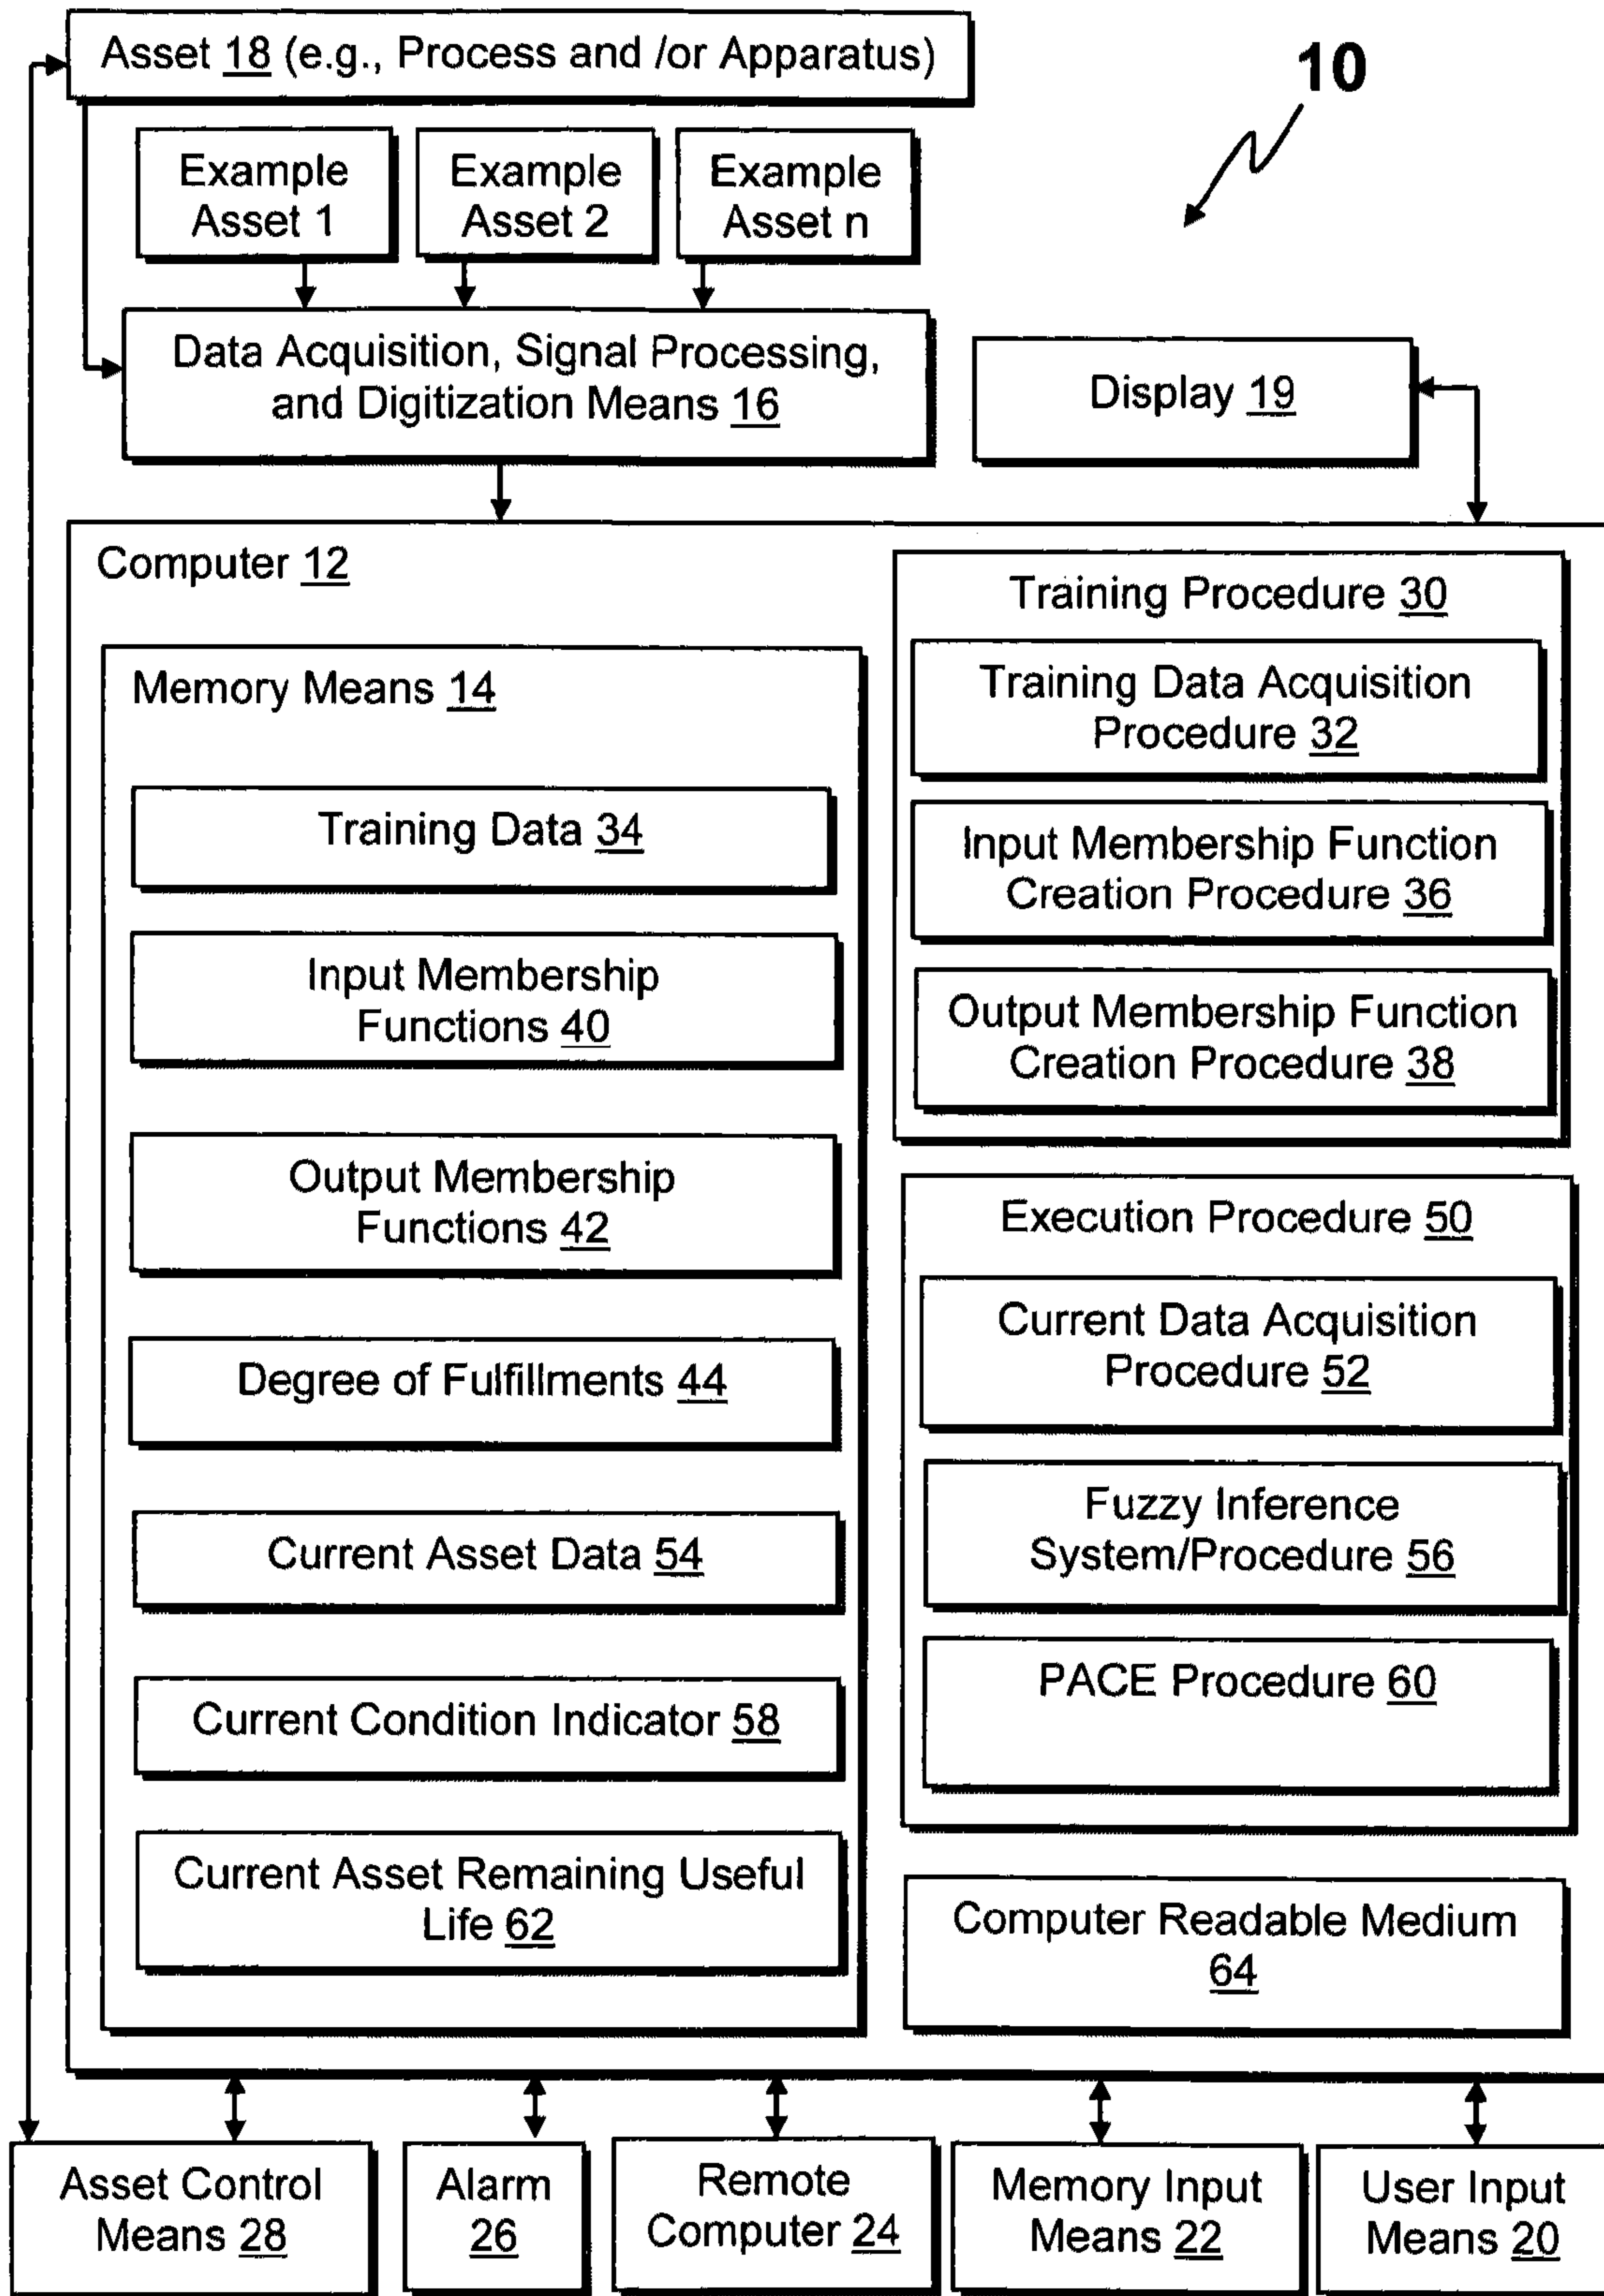 Asset 18 (e.g., Process and /or Apparatus)
10
Example
Asset 1
Example
Asset 2
Example
Asset n
Data Acquisition, Signal Processing,
and Digitization Means 16
Display 19
Computer 12
Memory Means 14
Training Data 34
Input Membership
Functions 40
Output Membership
Functions 42
Degree of Fulfillments 44
Current Asset Data 54
Current Condition Indicator 58
Current Asset Remaining Useful
Life 62
Training Procedure 30
Training Data Acquisition
Procedure 32
Input Membership Function
Creation Procedure 36
Output Membership Function
Creation Procedure 38
Execution Procedure 50
Current Data Acquisition
Procedure 52
Fuzzy Inference
System/Procedure 56
PACE Procedure 60
Computer Readable Medium
64
Asset Control
Means 28
Alarm
26
Remote
Computer 24
Memory Input
Means 22
User Input
Means 20